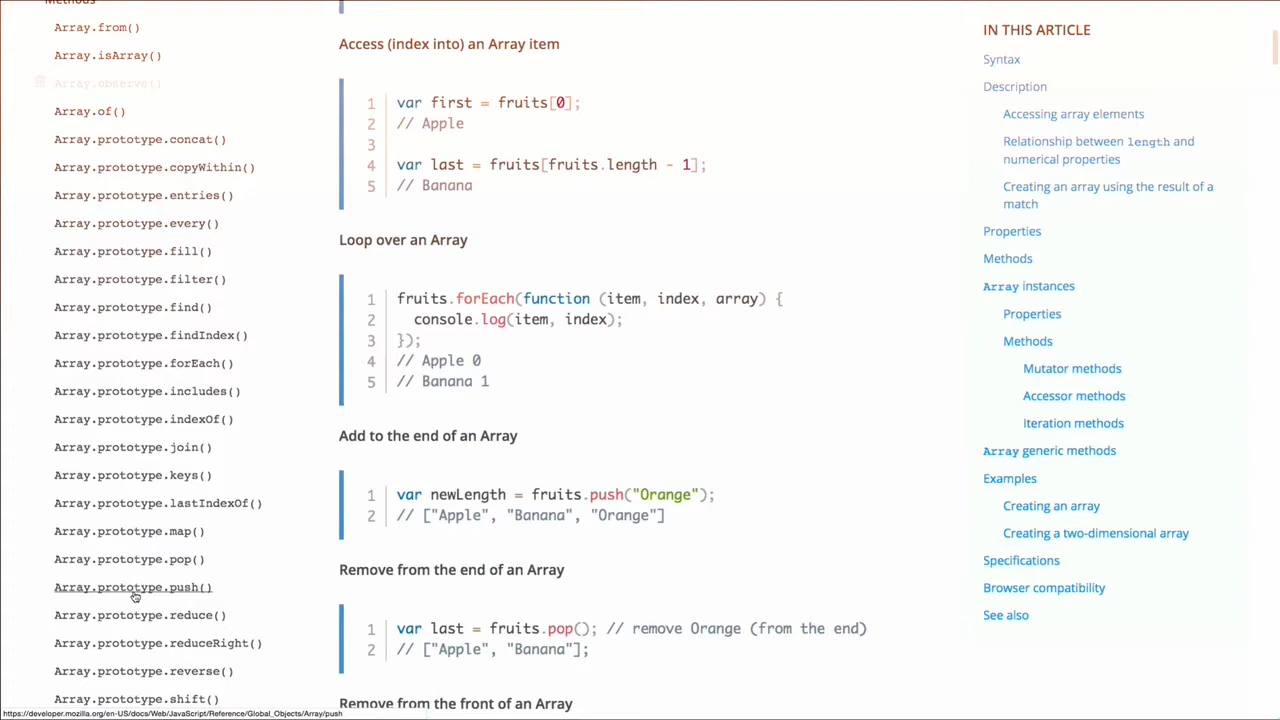 Methods
Array.from()
Array.isArray()
Array.observe()
Array.of()
Array.prototype.concat()
Array.prototype.copyWithin()
Array.prototype.entries()
Array.prototype.every()
Array.prototype.fill()
Array.prototype.filter()
Array.prototype.find()
Array.prototype.findIndex()
Array.prototype.forEach()
Array.prototype.includes()
Array.prototype.indexOf()
Array.prototype.join()
Array.prototype.keys()
Array.prototype.lastIndexOf()
Array.prototype.map()
Array.prototype.pop()
Array.prototype.push()
Array.prototype.reduce()
Array.prototype.reduceRight()
Array.prototype.reverse()
Array.prototype.shift()
https://developer.mozilla.org/en-US/docs/Web/JavaScript/Reference/Global_Objects/Array/push
Access (index into) an Array item
1 var first = fruits[0];
2 // Apple
3
4 var last = fruits[fruits.length - 1];
5 // Banana
Loop over an Array
1 fruits.forEach(function (item, index, array) {
2 console.log(item, index);
3 });
4 // Apple 0
5 // Banana 1
Add to the end of an Array
1 var newLength = fruits.push("Orange");
2 // ["Apple", "Banana", "Orange"]
Remove from the end of an Array
1 var last = fruits.pop(); // remove Orange (from the end)
2 // ["Apple", "Banana"];
Remove from the front of an Array
IN THIS ARTICLE
Syntax
Description
Accessing array elements
Relationship between length and
numerical properties
Creating an array using the result of a
match
Properties
Methods
Array instances
Properties
Methods
Mutator methods
Accessor methods
Iteration methods
Array generic methods
Examples
Creating an array
Creating a two-dimensional array
Specifications
Browser compatibility
See also